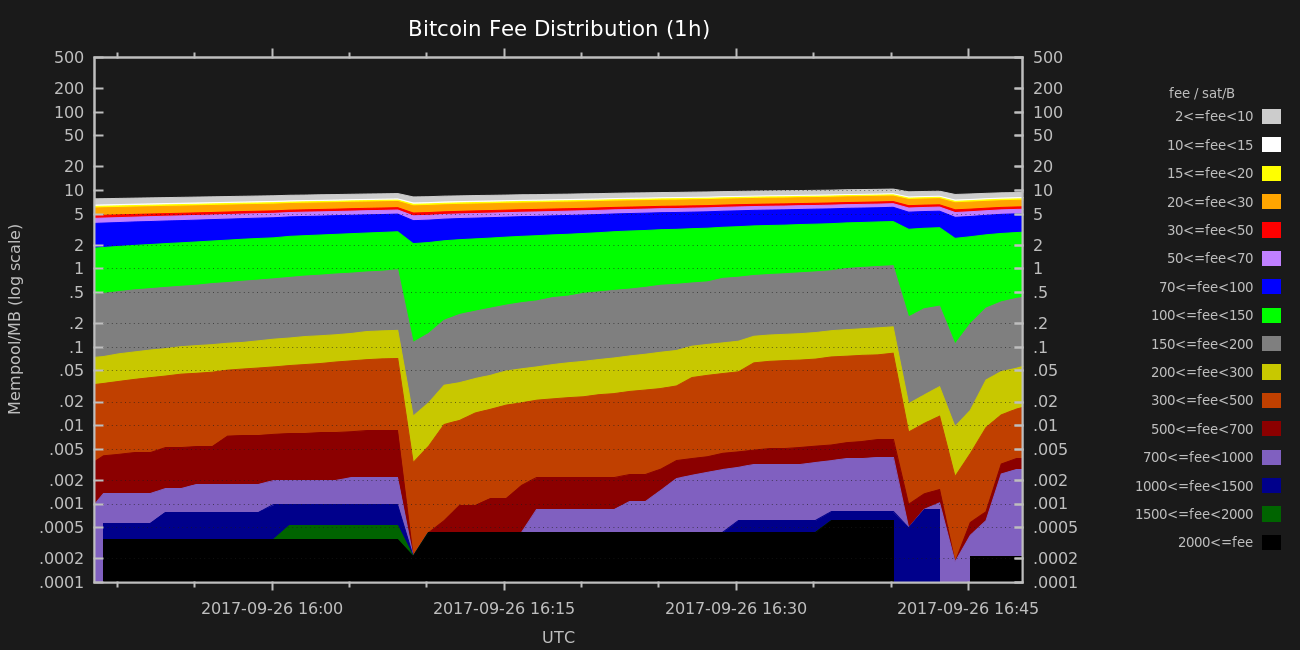 Bitcoin Fee Distribution (1h)
500 500
200 200
100 100
50 50
20 20
10 10
5 5
2 2
1 1
.5 .5
.2 .2
.1 .1
.05 .05
.02 .02
.01 .01
.005 .005
.002 .002
.001 .001
.0005 .0005
.0002 .0002
.0001 .0001
Mempool/MB (log scale)
2017-09-26 16:00 2017-09-26 16:15 2017-09-26 16:30 2017-09-26 16:45
UTC
fee / sat/B
2<=fee<10
10<=fee<15
15<=fee<20
20<=fee<30
30<=fee<50
50<=fee<70
70<=fee<100
100<=fee<150
150<=fee<200
200<=fee<300
300<=fee<500
500<=fee<700
700<=fee<1000
1000<=fee<1500
1500<=fee<2000
2000<=fee